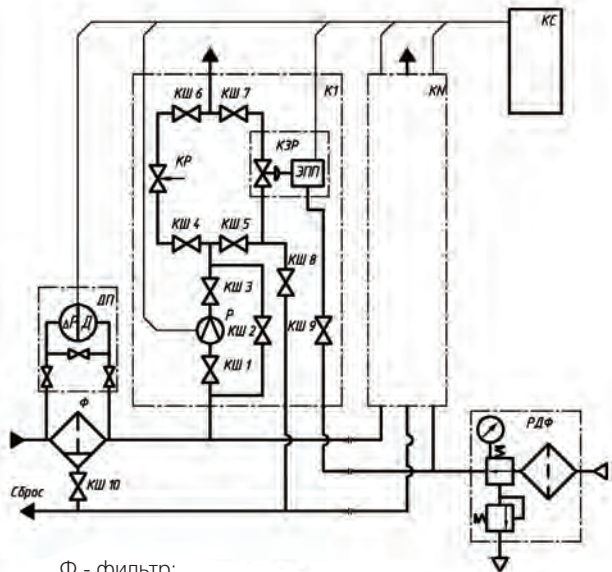 КС
К1
КN
КШ 6
КШ 7
КЗР
КР
ЭПП
КШ 4
КШ 5
КШ 8
КШ 3
ДП
ΔР
Д
Р
КШ 2
КШ 9
КШ 1
Ф
РДФ
КШ 10
Сброс
Ф - фильтр;